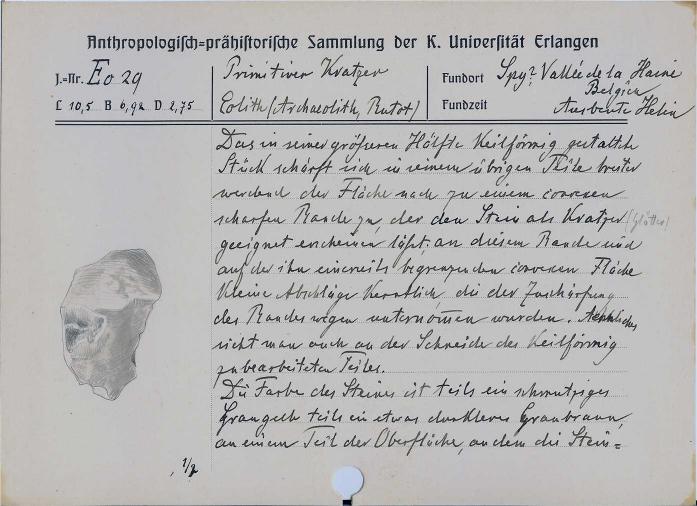 Anthropologisch=prähistorische Sammlung der K. Universität Erlangen
J.=Nr. Eo 29
L 10,5 B 6,9 D 2,75
Primitiver Kratzer
Eolith (Archaeolith, Rutot)
Fundort Spy? Vallée de la Haine
Belgien
Fundzeit Ausbeute Helin
Das in seiner größeren Hälfte Keilförmig gestaltete
Stück schärft sich in seinem übrigen Teile breiter
werdend der Fläche nach zu einem convexen
scharfen Rande zu, der den Stein als Kratzer (Glätter)
geeignet erscheinen läßt; an diesem Rande und
auf der ihn einerseits begrenzenden convexen Fläche
kleine Abschläge kenntlich die der Zuschärfung
des Randes wegen unternommen wurden. Aehnliches
sieht man auch an der Schneide des Keilförmig
zubearbeiteten Teiles.
Die Farbe des Steines ist teils ein schmutziges
Graugelb teils ein etwas dunkleres Graubraun,
an einem Teil der Oberfläche, an dem die Stein=
1/2